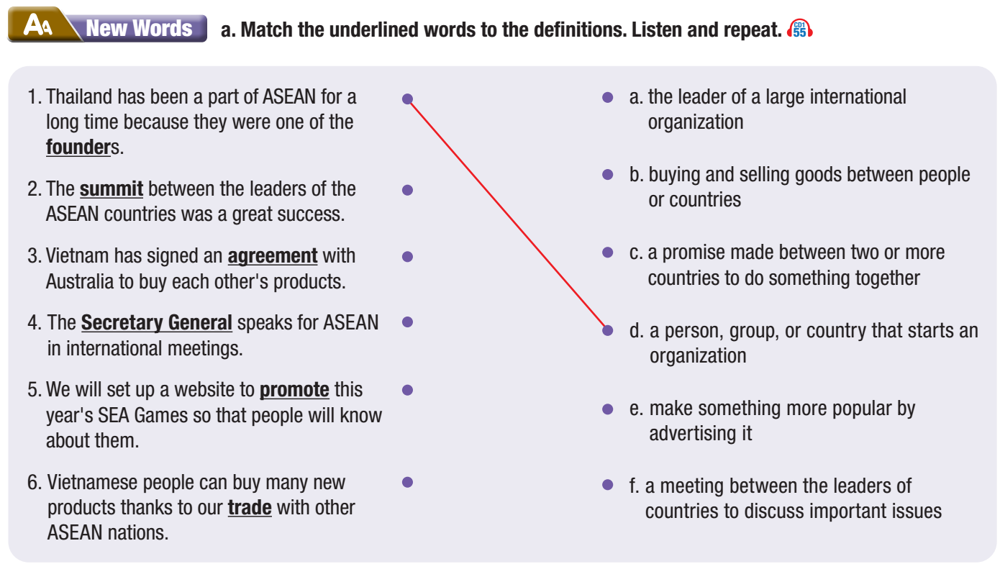 AA New Words a. Match the underlined words to the definitions. Listen and repeat. CD1 55
1. Thailand has been a part of ASEAN for a
long time because they were one of the
founders.
2. The summit between the leaders of the
ASEAN countries was a great success.
3. Vietnam has signed an agreement with
Australia to buy each other's products.
4. The Secretary General speaks for ASEAN
in international meetings.
5. We will set up a website to promote this
year's SEA Games so that people will know
about them.
6. Vietnamese people can buy many new
products thanks to our trade with other
ASEAN nations.
a. the leader of a large international
organization
b. buying and selling goods between people
or countries
c. a promise made between two or more
countries to do something together
d. a person, group, or country that starts an
organization
e. make something more popular by
advertising it
f. a meeting between the leaders of
countries to discuss important issues